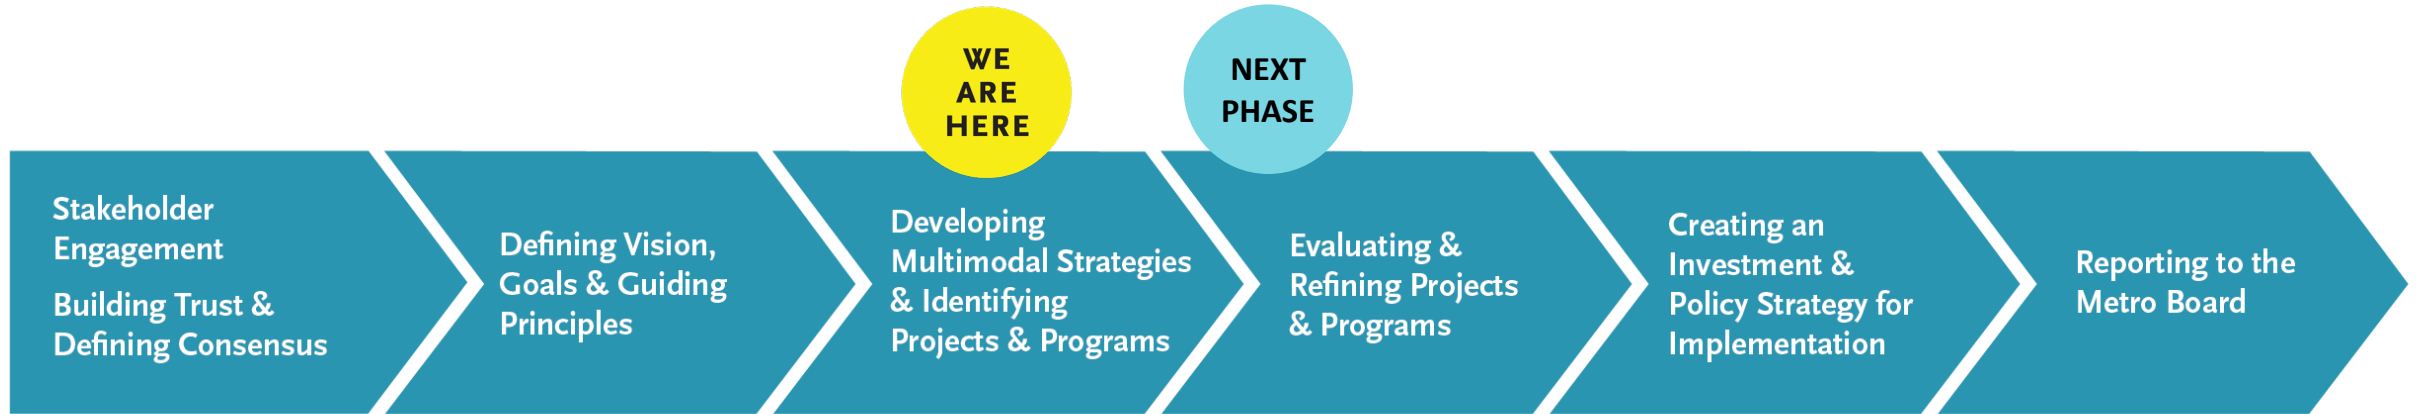 WE
ARE
HERE
NEXT
PHASE
Stakeholder
Engagement
Building Trust &
Defining Consensus
Defining Vision,
Goals & Guiding
Principles
Developing
Multimodal Strategies
& Identifying
Projects & Programs
Evaluating &
Refining Projects
& Programs
Creating an
Investment &
Policy Strategy for
Implementation
Reporting to the
Metro Board